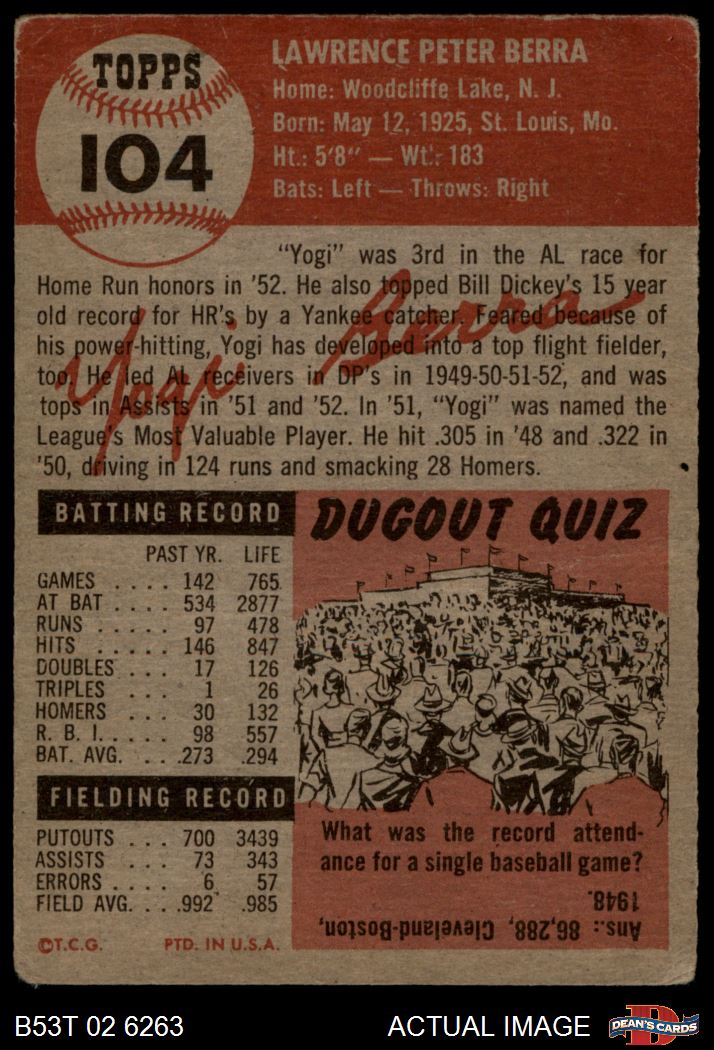 TOPPS
104
LAWRENCE PETER BERRA
Home: Woodcliffe Lake, N. J.
Born: May 12, 1925, St. Louis, Mo.
Ht.: 5'8" — Wt.: 183
Bats: Left — Throws: Right
"Yogi" was 3rd in the AL race for
Home Run honors in '52. He also topped Bill Dickey's 15 year
old record for HR's by a Yankee catcher. Feared because of
his power-hitting, Yogi has developed into a top flight fielder,
too. He led AL receivers in DP's in 1949-50-51-52, and was
tops in Assists in '51 and '52. In '51, "Yogi" was named the
League's Most Valuable Player. He hit .305 in '48 and .322 in
'50, driving in 124 runs and smacking 28 Homers.
Yogi Berra
BATTING RECORD
PAST YR. LIFE
GAMES .... 142 765
AT BAT .... 534 2877
RUNS ..... 97 478
HITS ..... 146 847
DOUBLES ... 17 126
TRIPLES ... 1 26
HOMERS ... 30 132
R. B. I. .... 98 557
BAT. AVG. ... .273 .294
FIELDING RECORD
PUTOUTS ... 700 3439
ASSISTS ... 73 343
ERRORS .... 6 57
FIELD AVG. ... .992 .985
©T.C.G. PTD. IN U.S.A.
DUGOUT QUIZ
What was the record attend-
ance for a single baseball game?
Ans.: 86,288, Cleveland-Boston,
1948.
B53T 02 6263 ACTUAL IMAGE
D
DEAN'S CARDS